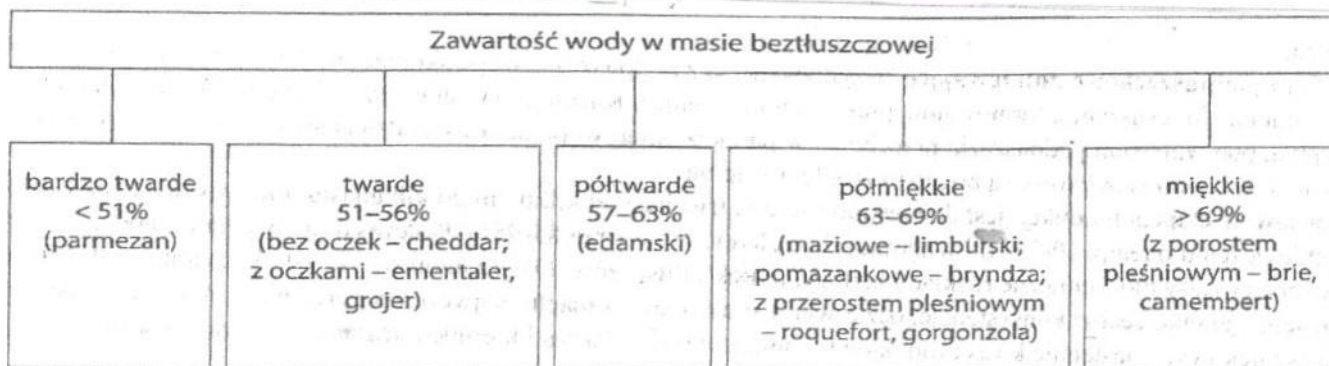 Zawartość wody w masie beztłuszczowej
bardzo twarde
< 51%
(parmezan)
twarde
51–56%
(bez oczek – cheddar;
z oczkami – ementaler,
grojer)
półtwarde
57–63%
(edamski)
półmiękkie
63–69%
(maziowe – limburski;
pomazankowe – bryndza;
z przerostem pleśniowym
– roquefort, gorgonzola)
miękkie
> 69%
(z porostem
pleśniowym – brie,
camembert)